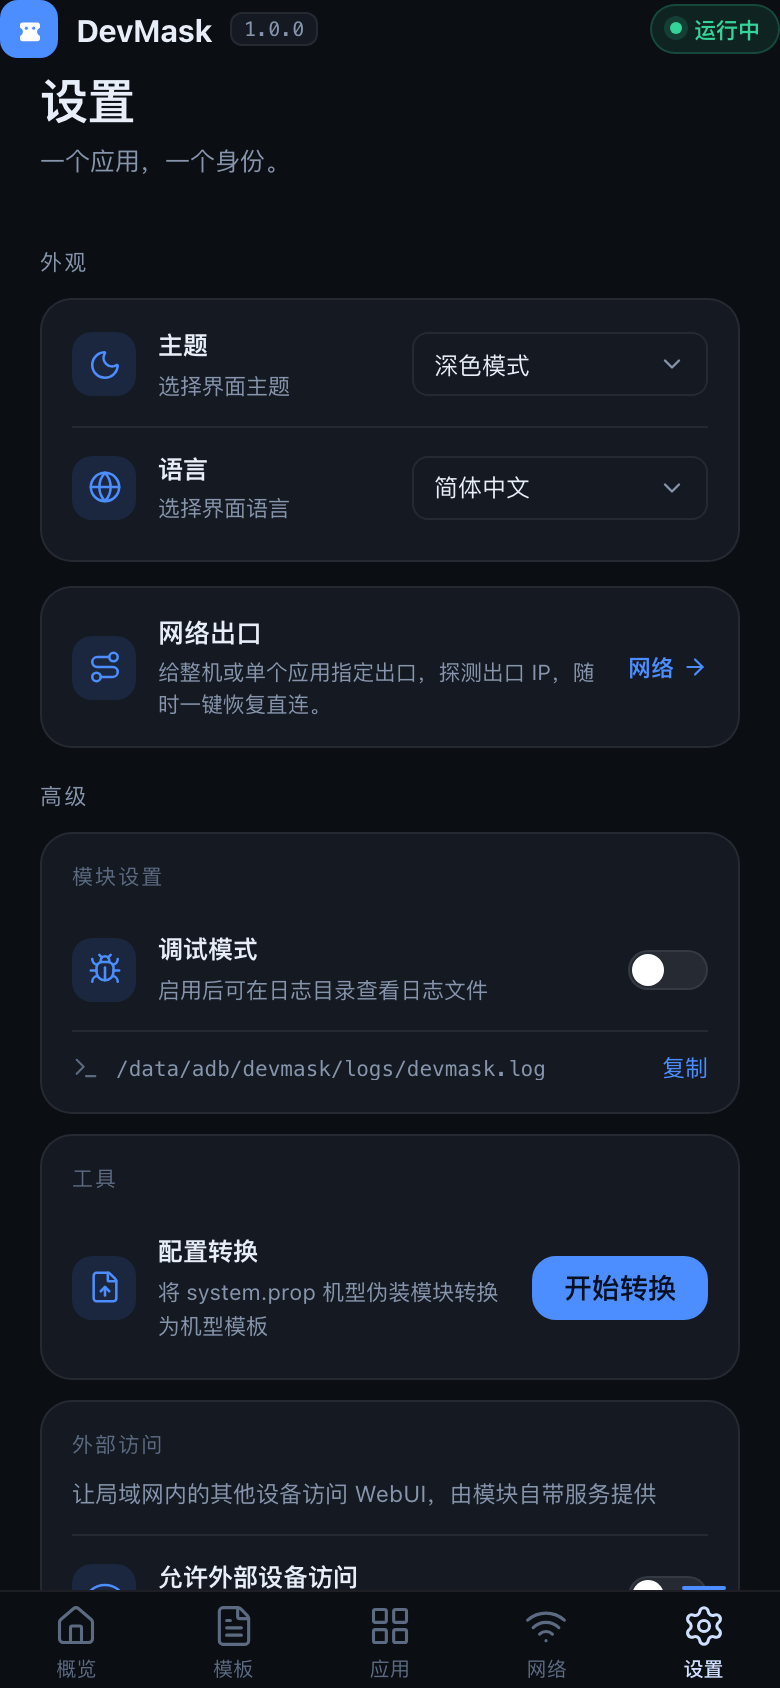 DevMask 1.0.0 运行中
设置
一个应用，一个身份。
外观
主题
选择界面主题
深色模式
语言
选择界面语言
简体中文
网络出口
给整机或单个应用指定出口，探测出口 IP，随
时一键恢复直连。
网络
高级
模块设置
调试模式
启用后可在日志目录查看日志文件
/data/adb/devmask/logs/devmask.log 复制
工具
配置转换
将 system.prop 机型伪装模块转换
为机型模板
开始转换
外部访问
让局域网内的其他设备访问 WebUI，由模块自带服务提供
允许外部设备访问
概览 模板 应用 网络 设置